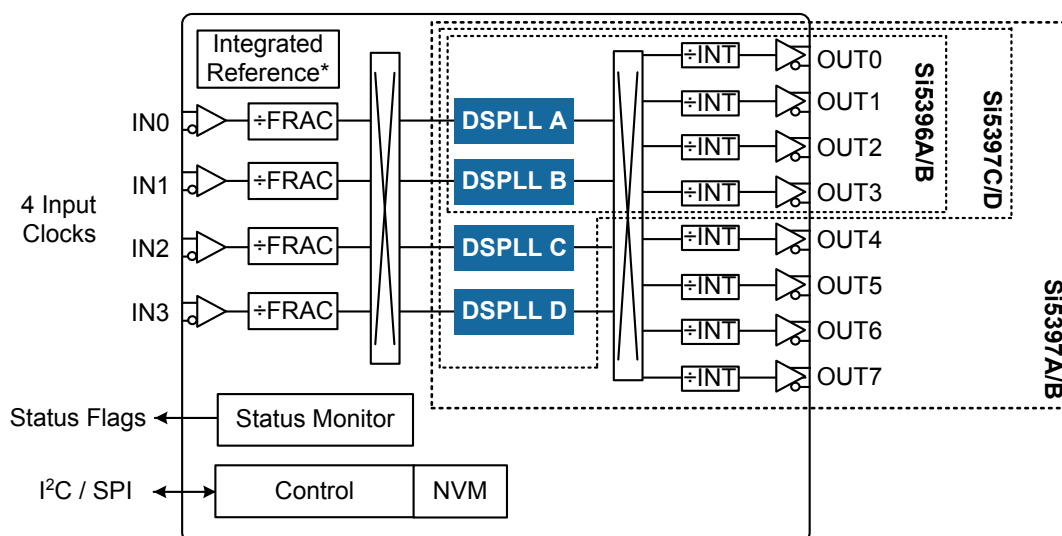 Integrated
Reference*
4 Input
Clocks
IN0
÷FRAC
IN1
÷FRAC
IN2
÷FRAC
IN3
÷FRAC
DSPLL A
DSPLL B
DSPLL C
DSPLL D
÷INT
OUT0
÷INT
OUT1
÷INT
OUT2
÷INT
OUT3
÷INT
OUT4
÷INT
OUT5
÷INT
OUT6
÷INT
OUT7
Si5396A/B
Si5397C/D
Si5397A/B
Status Flags
Status Monitor
I²C / SPI
Control
NVM